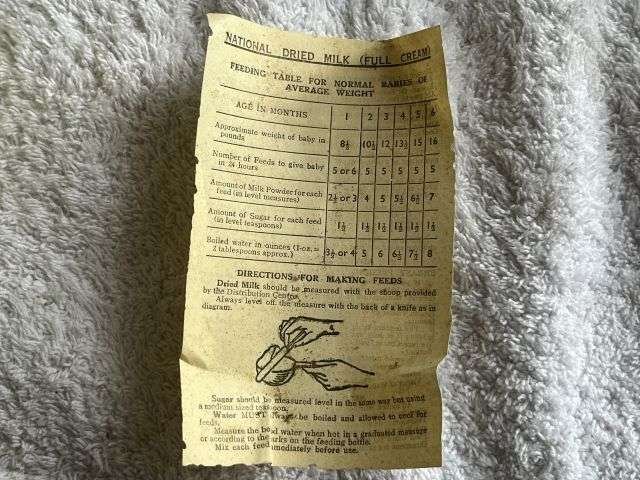 NATIONAL DRIED MILK (FULL CREAM)
FEEDING TABLE FOR NORMAL BABIES OF
AVERAGE WEIGHT
AGE IN MONTHS 1 2 3 4 5 6
Approximate weight of baby in
pounds 8½ 10½ 12 13½ 15 16
Number of Feeds to give baby
in 24 hours 5 or 6 5 5 5 5 5
Amount of Milk Powder for each
feed (in level measures) 2½ or 3 4 5 5½ 6½ 7
Amount of Sugar for each feed
(in level teaspoons) 1½ 1½ 1½ 1½ 1½ 1½
Boiled water in ounces (1-oz. =
2 tablespoons approx.) 3½ or 4 5 6 6½ 7½ 8
DIRECTIONS FOR MAKING FEEDS
Dried Milk should be measured with the scoop provided
by the Distribution Centre.
Always level off the measure with the back of a knife as in
diagram.
Sugar should be measured level in the same way but using
a medium sized teaspoon.
Water MUST always be boiled and allowed to cool for
feeds.
Measure the boiled water when hot in a graduated measure
or according to the marks on the feeding bottle.
Mix each feed immediately before use.